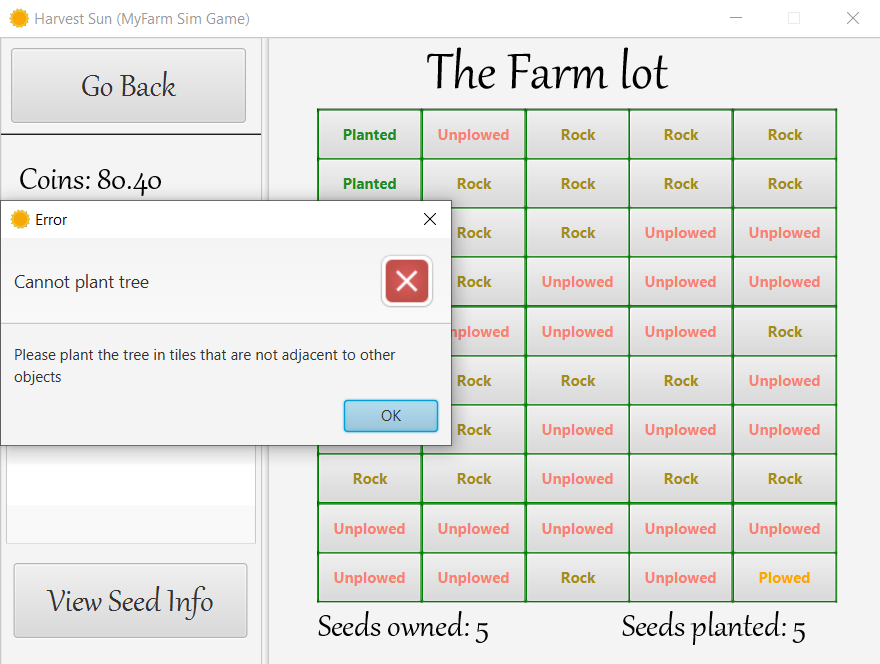 Harvest Sun (MyFarm Sim Game)
Go Back
The Farm lot
Coins: 80.40
Planted Unplowed Rock Rock Rock
Planted Rock Rock Rock Rock
Error
Cannot plant tree
Please plant the tree in tiles that are not adjacent to other
objects
OK
Rock Rock Unplowed Unplowed
Rock Unplowed Unplowed Unplowed
Unplowed Unplowed Rock
Rock Rock Rock Unplowed
Rock Unplowed Unplowed Unplowed
Rock Rock Unplowed Rock Rock
Unplowed Unplowed Unplowed Unplowed Unplowed
Unplowed Unplowed Rock Unplowed Plowed
View Seed Info
Seeds owned: 5
Seeds planted: 5